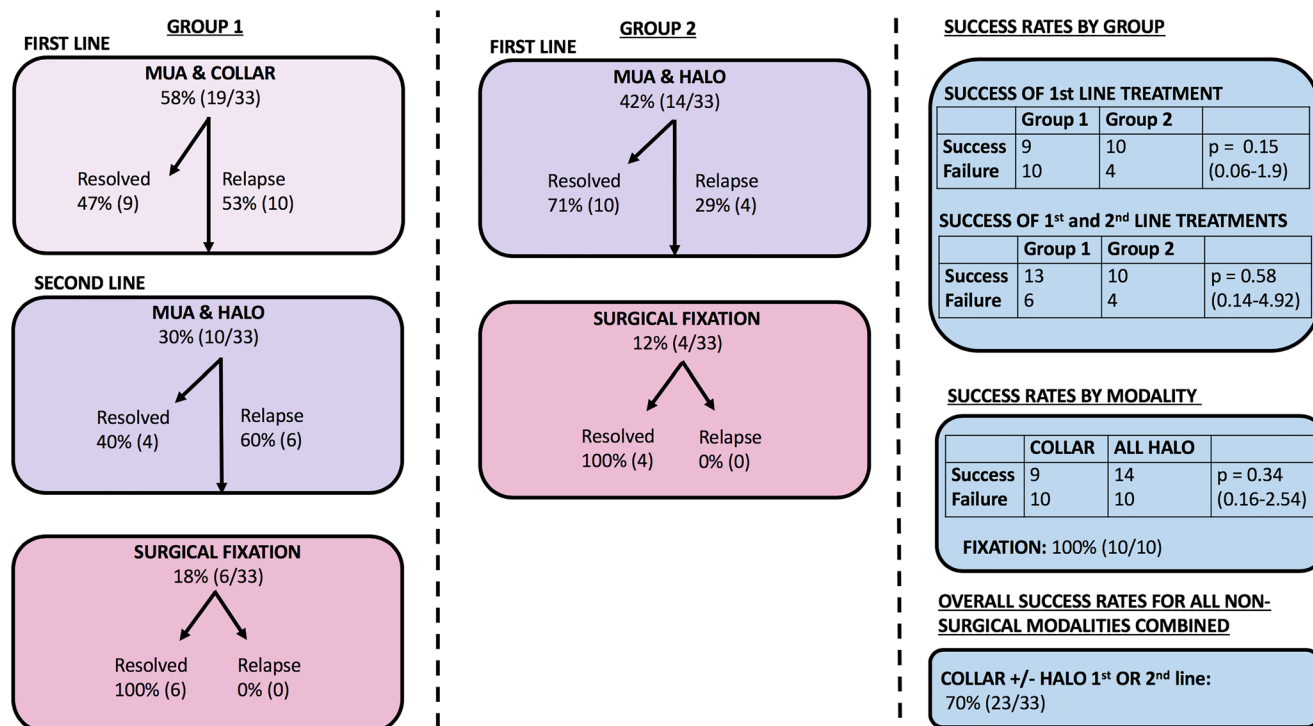 GROUP 1
FIRST LINE
MUA & COLLAR
58% (19/33)
Resolved
47% (9)
Relapse
53% (10)
SECOND LINE
MUA & HALO
30% (10/33)
Resolved
40% (4)
Relapse
60% (6)
SURGICAL FIXATION
18% (6/33)
Resolved
100% (6)
Relapse
0% (0)
GROUP 2
FIRST LINE
MUA & HALO
42% (14/33)
Resolved
71% (10)
Relapse
29% (4)
SURGICAL FIXATION
12% (4/33)
Resolved
100% (4)
Relapse
0% (0)
SUCCESS RATES BY GROUP
SUCCESS OF 1st LINE TREATMENT
Group 1 Group 2
Success 9 10 p = 0.15
Failure 10 4 (0.06-1.9)
SUCCESS OF 1st and 2nd LINE TREATMENTS
Group 1 Group 2
Success 13 10 p = 0.58
Failure 6 4 (0.14-4.92)
SUCCESS RATES BY MODALITY
COLLAR ALL HALO
Success 9 14 p = 0.34
Failure 10 10 (0.16-2.54)
FIXATION: 100% (10/10)
OVERALL SUCCESS RATES FOR ALL NON-
SURGICAL MODALITIES COMBINED
COLLAR +/- HALO 1st OR 2nd line:
70% (23/33)